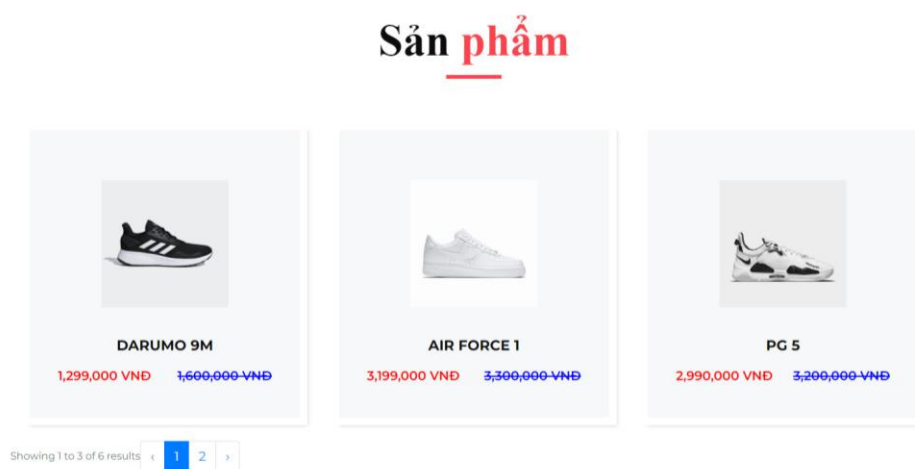 Sản phẩm
DARUMO 9M
1,299,000 VNĐ 1,600,000 VNĐ
AIR FORCE 1
3,199,000 VNĐ 3,300,000 VNĐ
PG 5
2,990,000 VNĐ 3,200,000 VNĐ
Showing 1 to 3 of 6 results ‹ 1 2 ›